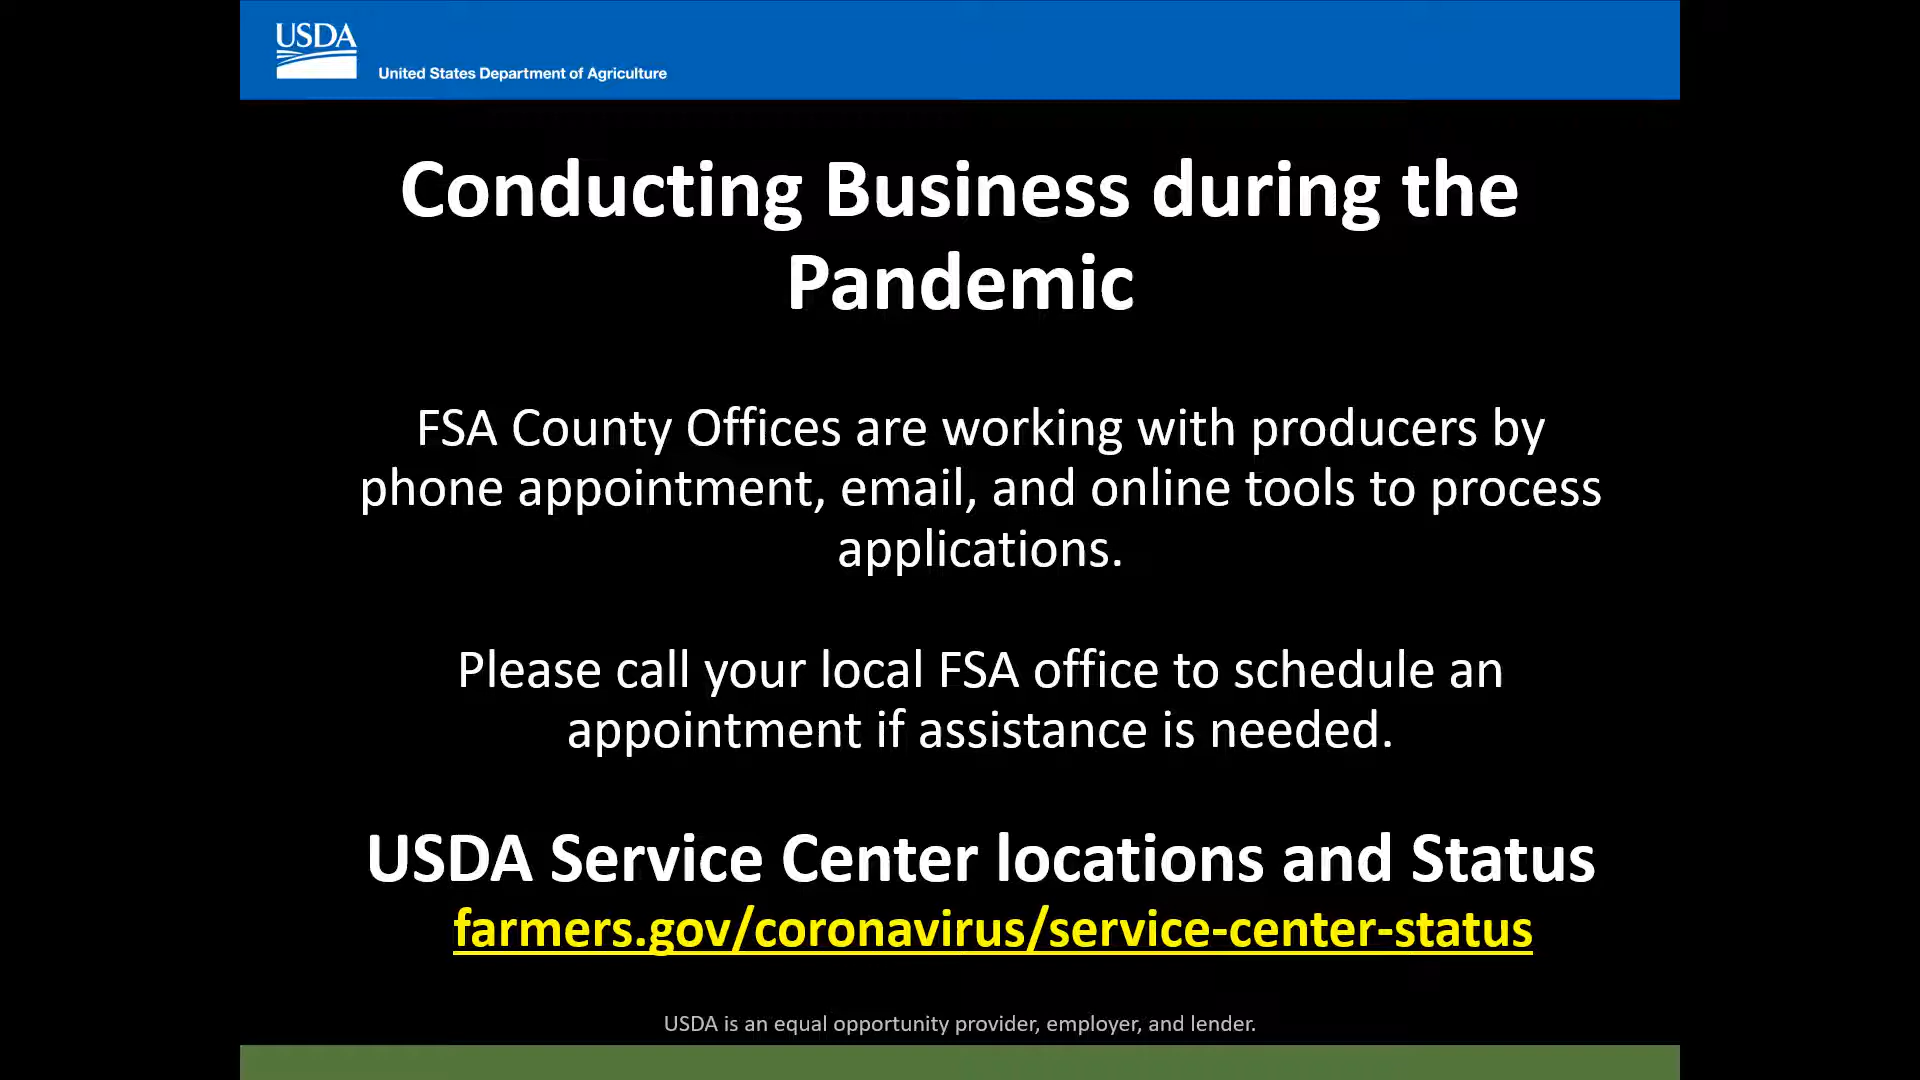 USDA
United States Department of Agriculture
Conducting Business during the
Pandemic
FSA County Offices are working with producers by
phone appointment, email, and online tools to process
applications.
Please call your local FSA office to schedule an
appointment if assistance is needed.
USDA Service Center locations and Status
farmers.gov/coronavirus/service-center-status
USDA is an equal opportunity provider, employer, and lender.